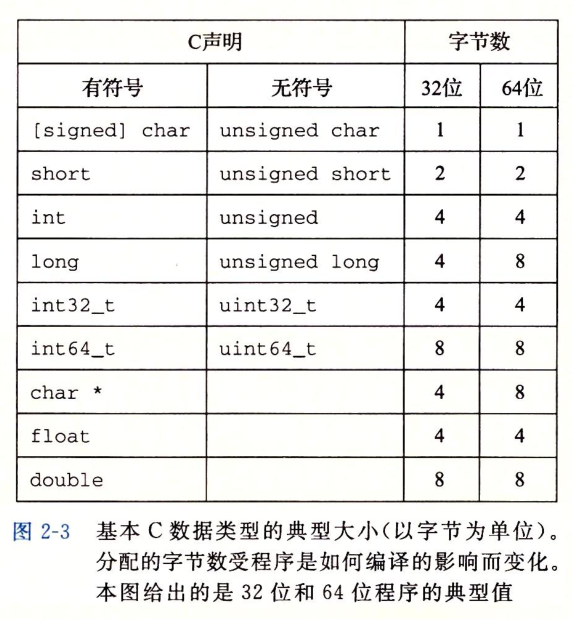 C声明 字节数
有符号 无符号 32位 64位
[signed] char unsigned char 1 1
short unsigned short 2 2
int unsigned 4 4
long unsigned long 4 8
int32_t uint32_t 4 4
int64_t uint64_t 8 8
char * 4 8
float 4 4
double 8 8
图 2-3 基本 C 数据类型的典型大小(以字节为单位)。
分配的字节数受程序是如何编译的影响而变化。
本图给出的是 32 位和 64 位程序的典型值